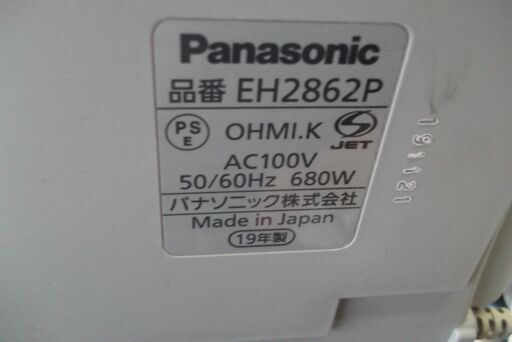 Panasonic
品番 EH2862P
PS E OHMI.K S JET
AC100V
50/60Hz 680W
パナソニック株式会社
Made in Japan
19年製
191121